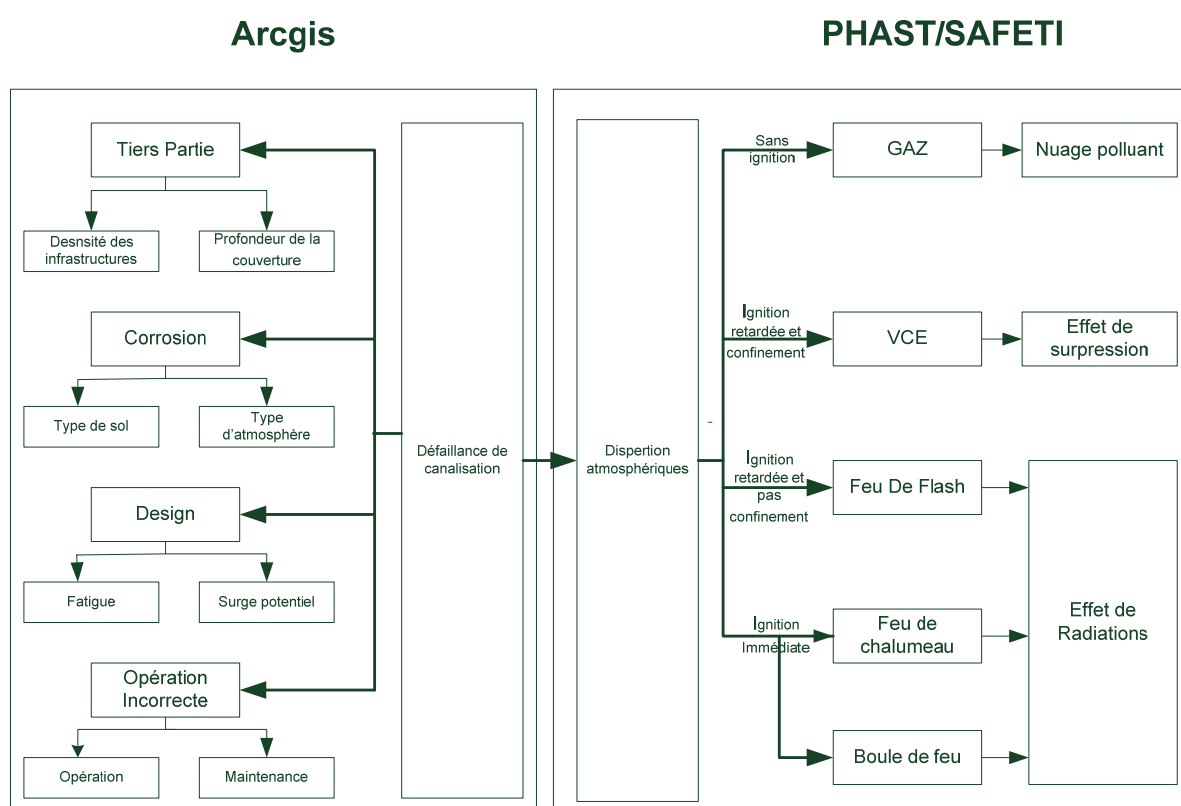 Arcgis
PHAST/SAFETI
Tiers Partie
Desnsité des
infrastructures
Profondeur de la
couverture
Corrosion
Type de sol
Type
d'atmosphère
Design
Fatigue
Surge potentiel
Opération
Incorrecte
Opération
Maintenance
Défaillance de
canalisation
Dispertion
atmosphériques
Sans
ignition
GAZ
Nuage polluant
Ignition
retardée et
confinement
VCE
Effet de
surpression
-
Ignition
retardée et
pas
confinement
Feu De Flash
Ignition
Immédiate
Feu de
chalumeau
Boule de feu
Effet de
Radiations